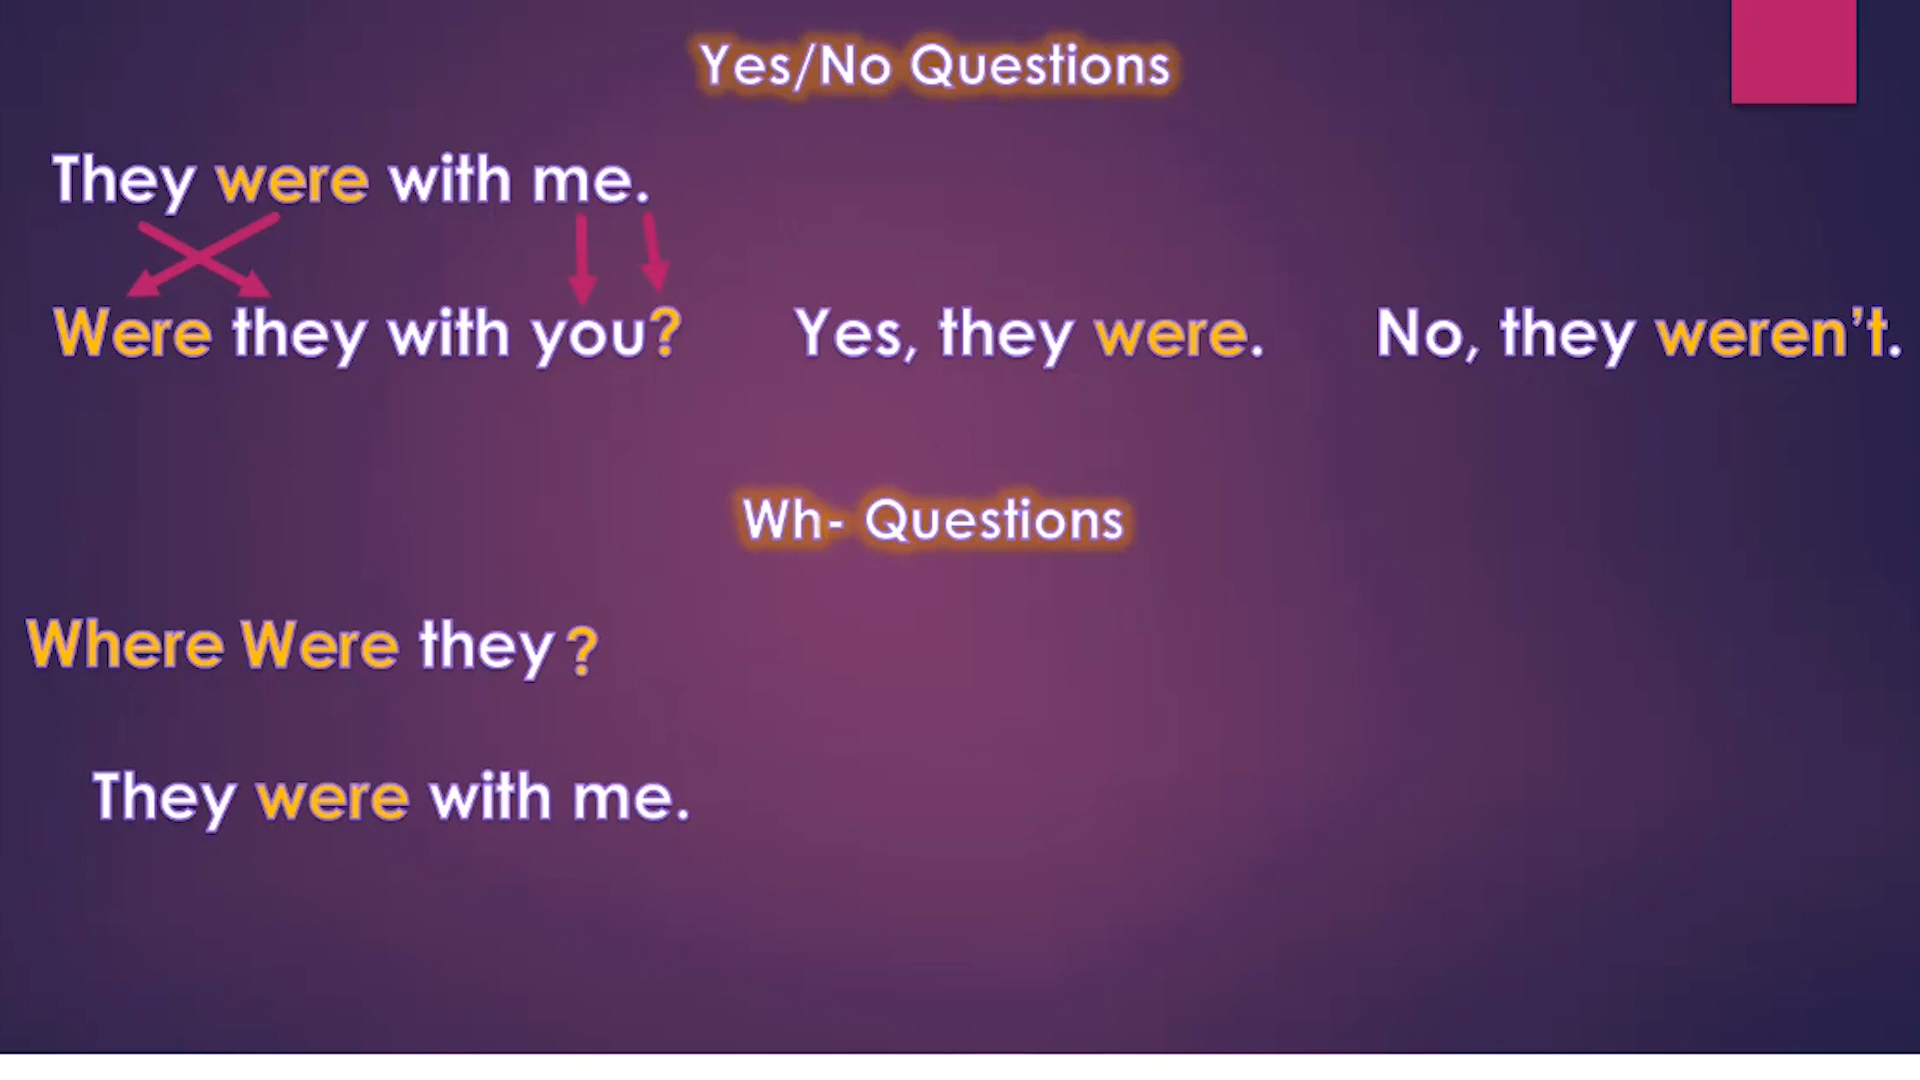 Yes/No Questions
They were with me.
Were they with you? Yes, they were. No, they weren't.
Wh- Questions
Where Were they ?
They were with me.